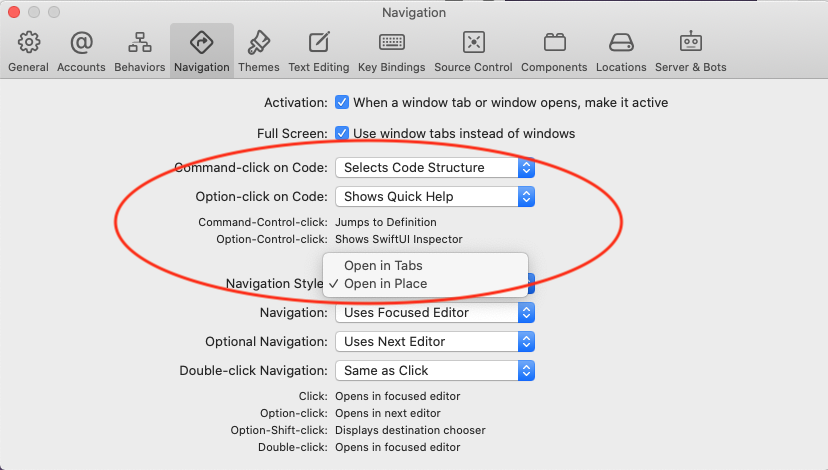 Navigation
General Accounts Behaviors Navigation Themes Text Editing Key Bindings Source Control Components Locations Server & Bots
Activation: When a window tab or window opens, make it active
Full Screen: Use window tabs instead of windows
Command-click on Code: Selects Code Structure
Option-click on Code: Shows Quick Help
Command-Control-click: Jumps to Definition
Option-Control-click: Shows SwiftUI Inspector
Open in Tabs
Navigation Style ✓ Open in Place
Navigation: Uses Focused Editor
Optional Navigation: Uses Next Editor
Double-click Navigation: Same as Click
Click: Opens in focused editor
Option-click: Opens in next editor
Option-Shift-click: Displays destination chooser
Double-click: Opens in focused editor